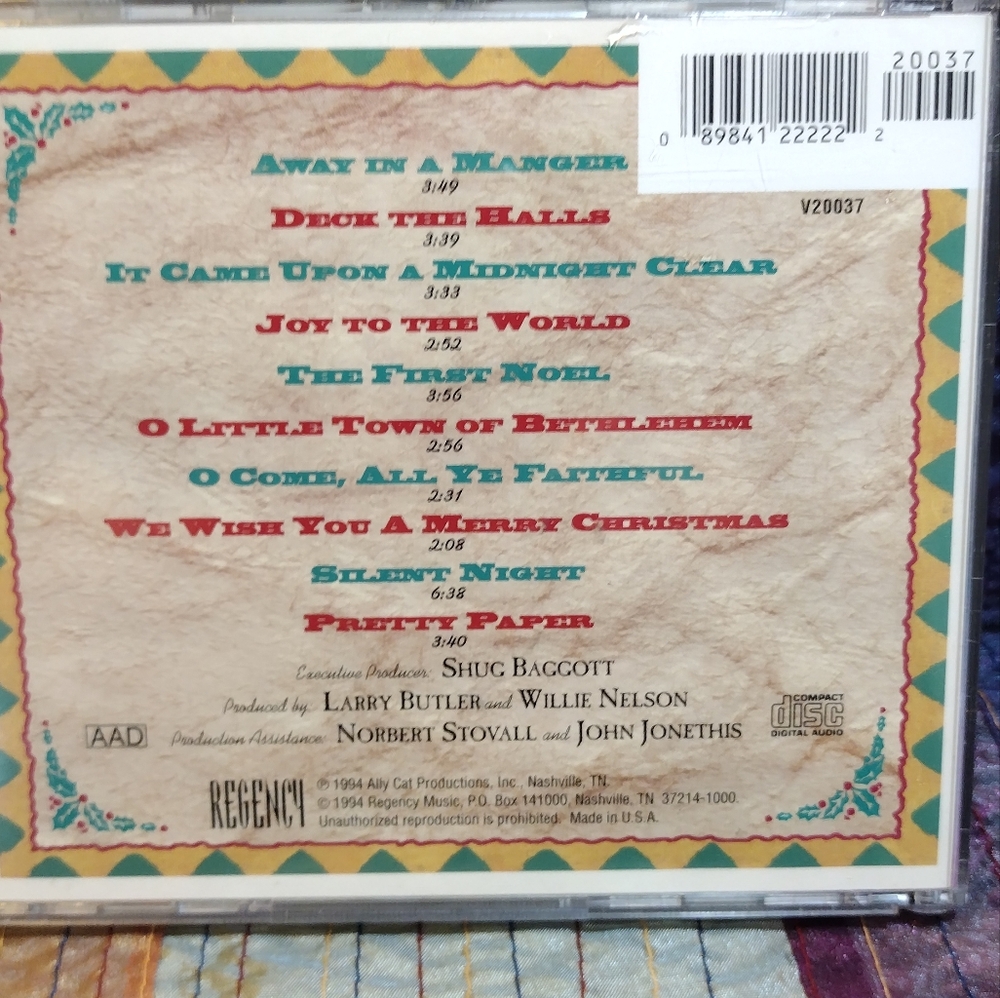 20037
0 89841 22222 2
V20037
AWAY IN A MANGER
3:49
DECK THE HALLS
3:39
IT CAME UPON A MIDNIGHT CLEAR
3:33
JOY TO THE WORLD
2:52
THE FIRST NOEL
3:56
O LITTLE TOWN OF BETHLEHEM
2:56
O COME, ALL YE FAITHFUL
2:31
WE WISH YOU A MERRY CHRISTMAS
2:08
SILENT NIGHT
6:38
PRETTY PAPER
3:40
Executive Producer: SHUG BAGGOTT
Produced by: LARRY BUTLER and WILLIE NELSON
AAD Production Assistance: NORBERT STOVALL and JOHN JONETHIS
COMPACT
disc
DIGITAL AUDIO
REGENCY
℗ 1994 Ally Cat Productions, Inc., Nashville, TN.
© 1994 Regency Music, P.O. Box 141000, Nashville, TN 37214-1000.
Unauthorized reproduction is prohibited. Made in U.S.A.